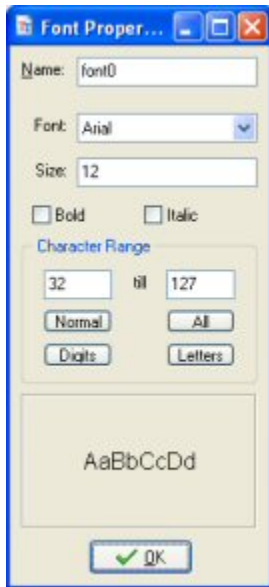 Font Proper...
Name: font0
Font: Arial
Size: 12
Bold Italic
Character Range
32 till 127
Normal All
Digits Letters
AaBbCcDd
OK